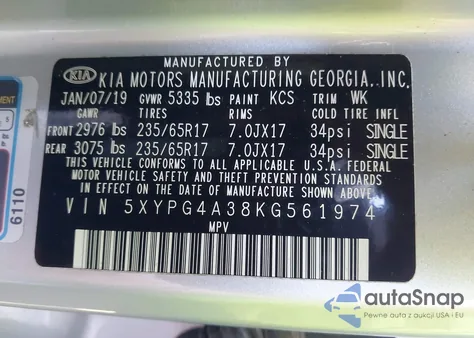 MANUFACTURED BY
KIA KIA MOTORS MANUFACTURING GEORGIA., INC.
JAN/07/19 GVWR 5335 lbs PAINT KCS TRIM WK
GAWR TIRES RIMS COLD TIRE INFL
FRONT 2976 lbs 235/65R17 7.0JX17 34psi SINGLE
REAR 3075 lbs 235/65R17 7.0JX17 34psi SINGLE
THIS VEHICLE CONFORMS TO ALL APPLICABLE FEDERAL
MOTOR VEHICLE SAFETY AND THEFT PREVENTION STANDARDS
IN EFFECT ON THE DATE OF MANUFACTURE SHOWN ABOVE.
VIN 5XYPG4A38KG561974
MPV
6110
autoSnap
Pewne auta z aukcji USA i EU